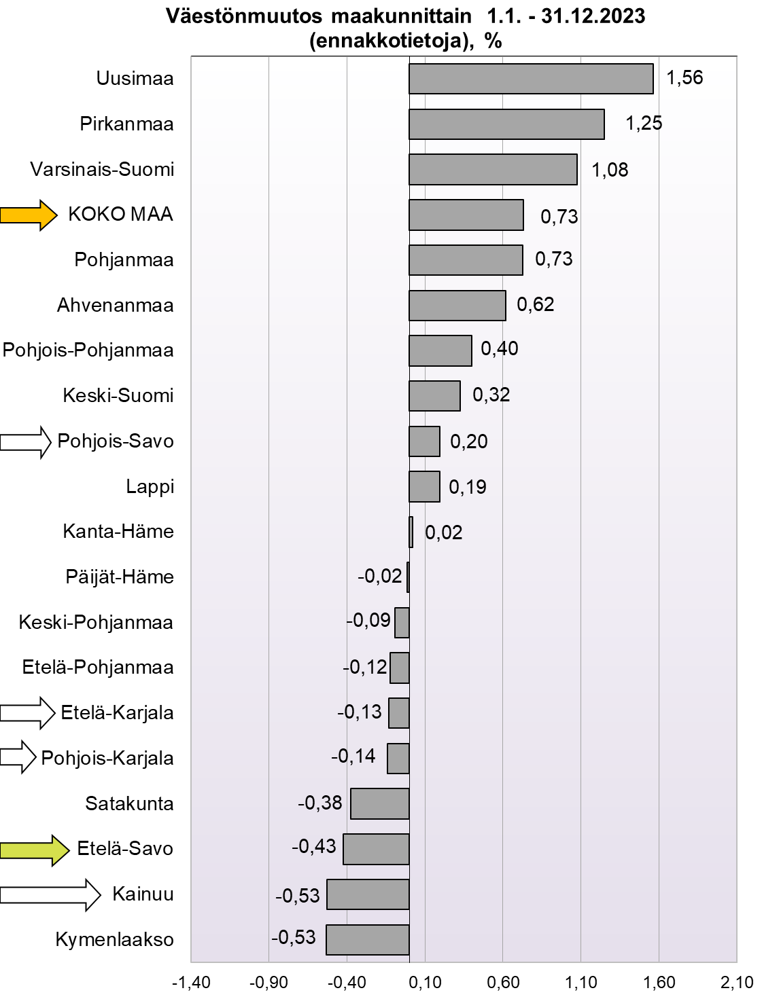 Väestönmuutos maakunnittain 1.1. - 31.12.2023
(ennakkotietoja), %
Uusimaa 1,56
Pirkanmaa 1,25
Varsinais-Suomi 1,08
KOKO MAA 0,73
Pohjanmaa 0,73
Ahvenanmaa 0,62
Pohjois-Pohjanmaa 0,40
Keski-Suomi 0,32
Pohjois-Savo 0,20
Lappi 0,19
Kanta-Häme 0,02
Päijät-Häme -0,02
Keski-Pohjanmaa -0,09
Etelä-Pohjanmaa -0,12
Etelä-Karjala -0,13
Pohjois-Karjala -0,14
Satakunta -0,38
Etelä-Savo -0,43
Kainuu -0,53
Kymenlaakso -0,53
-1,40 -0,90 -0,40 0,10 0,60 1,10 1,60 2,10